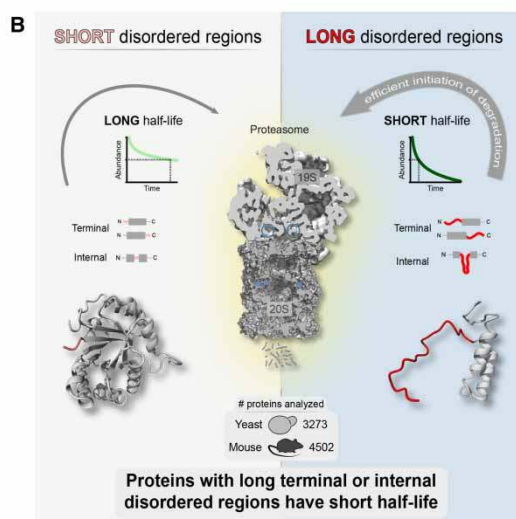 B
SHORT disordered regions
LONG disordered regions
efficient initiation of degradation
LONG half-life
Abundance
Time
Proteasome
SHORT half-life
Abundance
Time
19S
Terminal
N C
N C
Internal
N C
Terminal
N C
N C
Internal
N C
20S
# proteins analyzed
Yeast 3273
Mouse 4502
Proteins with long terminal or internal
disordered regions have short half-life